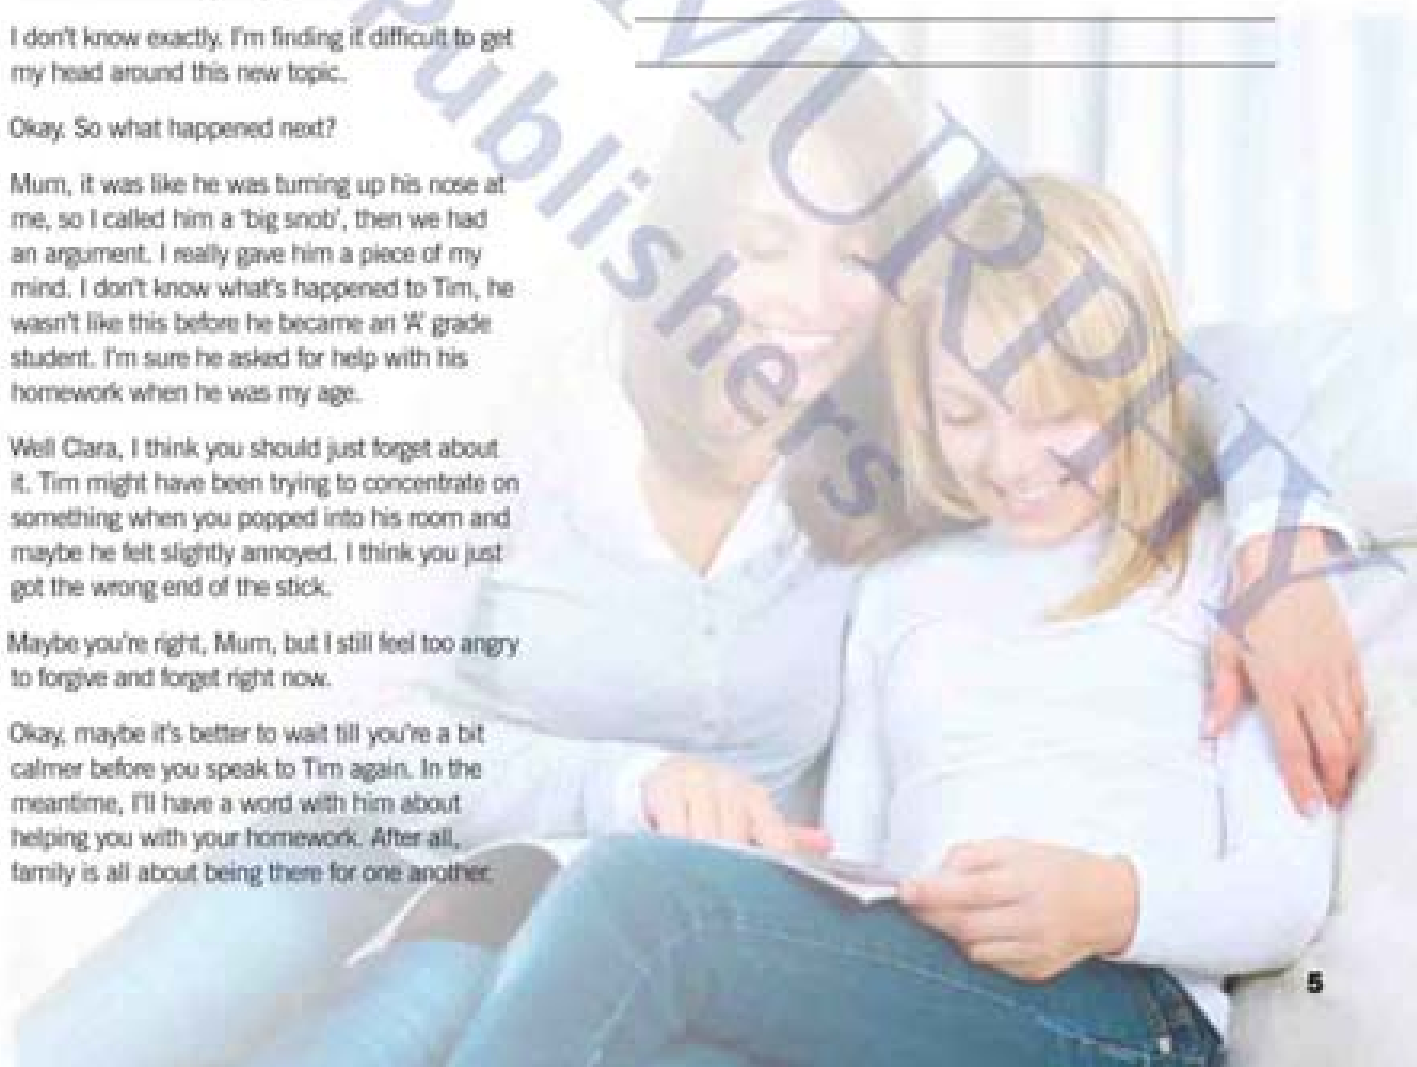 I don't know exactly. I'm finding it difficult to get
my head around this new topic.
Okay. So what happened next?
Mum, it was like he was turning up his nose at
me, so I called him a 'big snob', then we had
an argument. I really gave him a piece of my
mind. I don't know what's happened to Tim, he
wasn't like this before he became an 'A' grade
student. I'm sure he asked for help with his
homework when he was my age.
Well Clara, I think you should just forget about
it. Tim might have been trying to concentrate on
something when you popped into his room and
maybe he felt slightly annoyed. I think you just
got the wrong end of the stick.
Maybe you're right, Mum, but I still feel too angry
to forgive and forget right now.
Okay, maybe it's better to wait till you're a bit
calmer before you speak to Tim again. In the
meantime, I'll have a word with him about
helping you with your homework. After all,
family is all about being there for one another.
MURPHY
Publishers
5